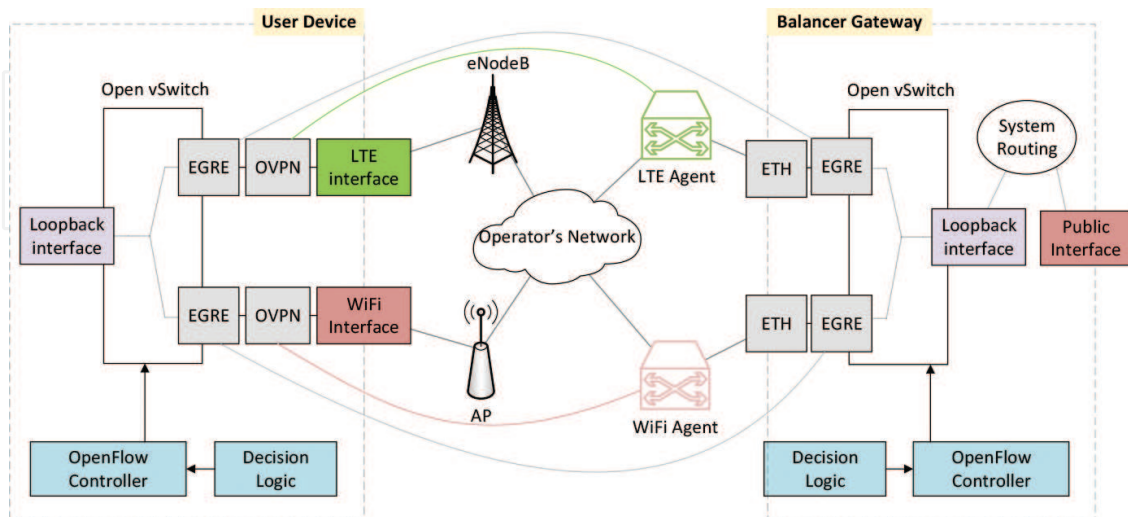 User Device
Balancer Gateway
eNodeB
Open vSwitch
Open vSwitch
System
Routing
EGRE
OVPN
LTE
interface
LTE Agent
ETH
EGRE
Loopback
interface
Operator's Network
Loopback
interface
Public
Interface
EGRE
OVPN
WiFi
Interface
ETH
EGRE
AP
WiFi Agent
OpenFlow
Controller
Decision
Logic
Decision
Logic
OpenFlow
Controller